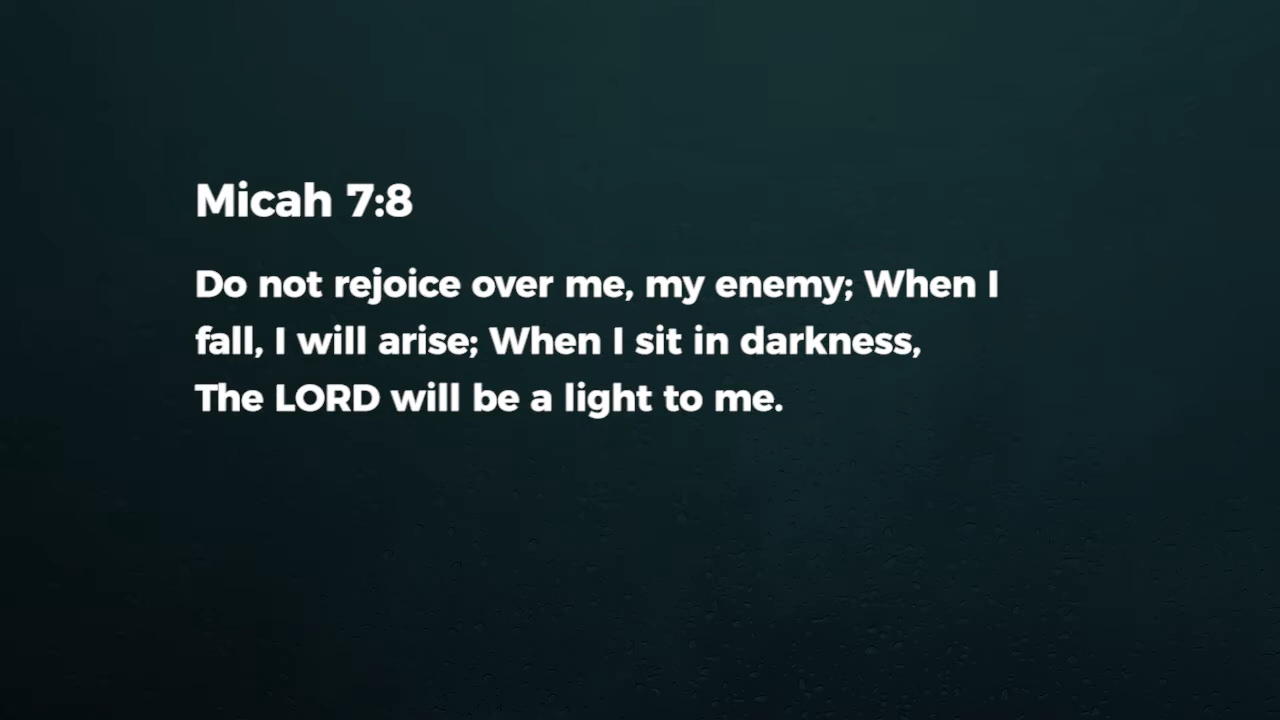 Micah 7:8
Do not rejoice over me, my enemy; When I
fall, I will arise; When I sit in darkness,
The LORD will be a light to me.